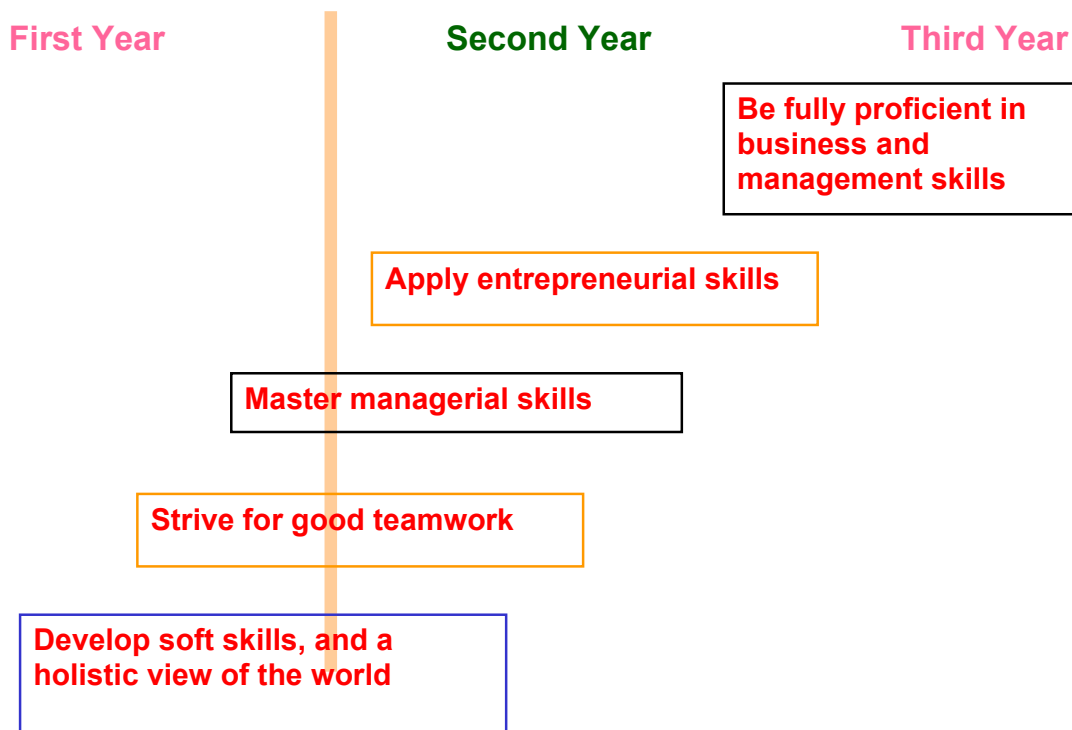 First Year Second Year Third Year
Be fully proficient in
business and
management skills
Apply entrepreneurial skills
Master managerial skills
Strive for good teamwork
Develop soft skills, and a
holistic view of the world